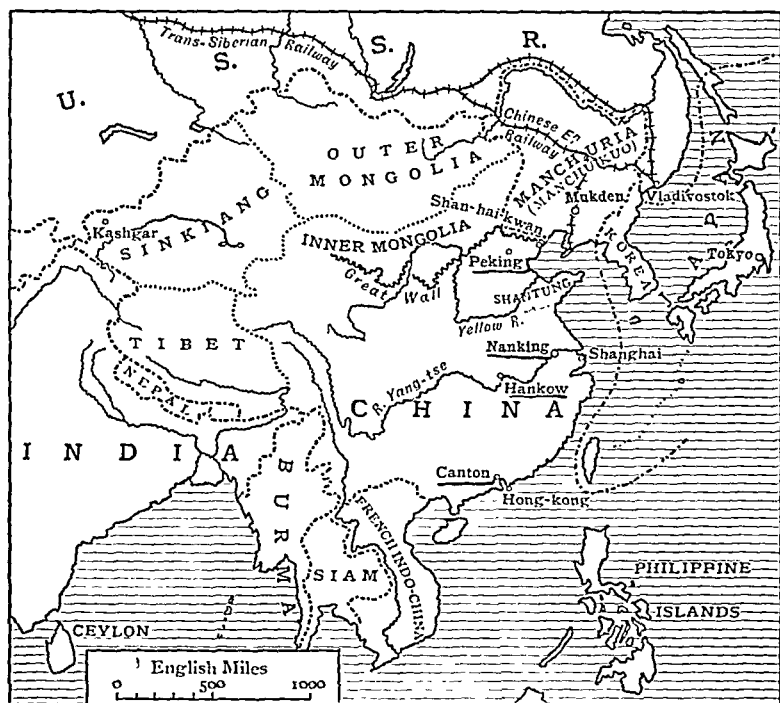 Trans-Siberian Railway
U. S. S. R.
Chinese En
Railway
OUTER
MONGOLIA
MANCHURIA
(MANCHUKUO)
Mukden
Vladivostok
Shan-hai-kwan
Kashgar
SINKIANG
INNER MONGOLIA
Great Wall
Peking
KOREA
JAPAN
Tokyo
SHANTUNG
Yellow R.
TIBET
Nanking
Shanghai
NEPAL
R. Yang-tse
Hankow
CHINA
INDIA
BURMA
Canton
Hong-kong
FRENCH INDO-CHINA
SIAM
PHILIPPINE
ISLANDS
CEYLON
English Miles
0 500 1000